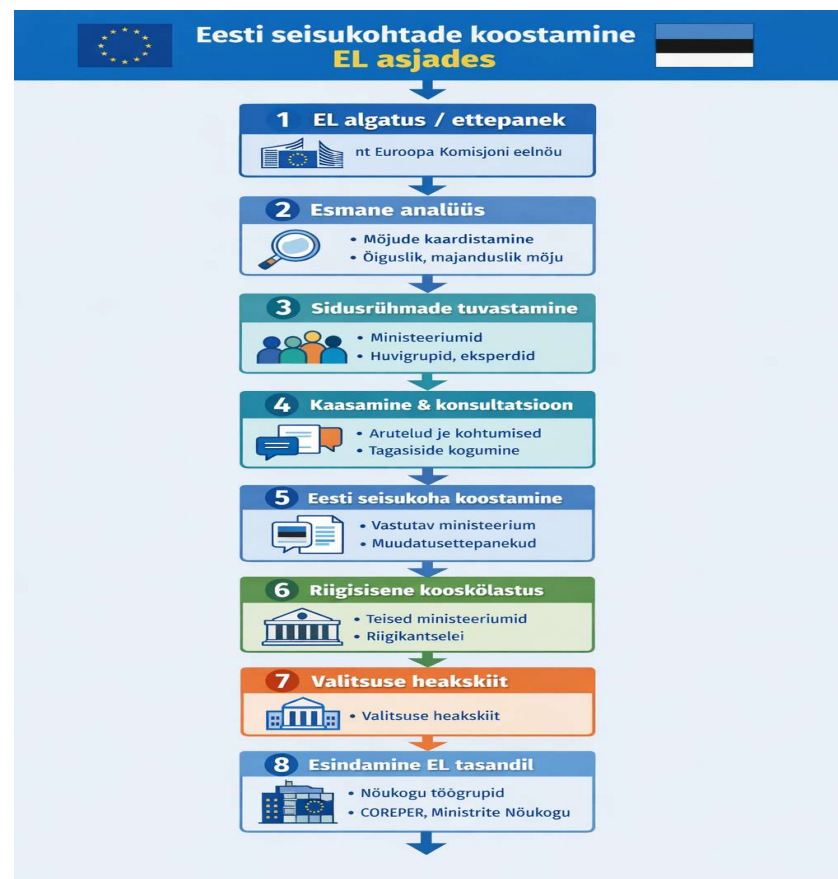 Eesti seisukohtade koostamine
EL asjades
1 EL algatus / ettepanek
nt Euroopa Komisjoni eelnõu
2 Esmane analüüs
• Mõjude kaardistamine
• Õiguslik, majanduslik mõju
3 Sidusrühmade tuvastamine
• Ministeeriumid
• Huvigrupid, eksperdid
4 Kaasamine & konsultatsioon
• Arutelud je kohtumised
• Tagasiside kogumine
5 Eesti seisukoha koostamine
• Vastutav ministeerium
• Muudatusettepanekud
6 Riigisisene kooskõlastus
• Teised ministeeriumid
• Riigikantselei
7 Valitsuse heakskiit
• Valitsuse heakskiit
8 Esindamine EL tasandil
• Nõukogu töögrupid
• COREPER, Ministrite Nõukogu